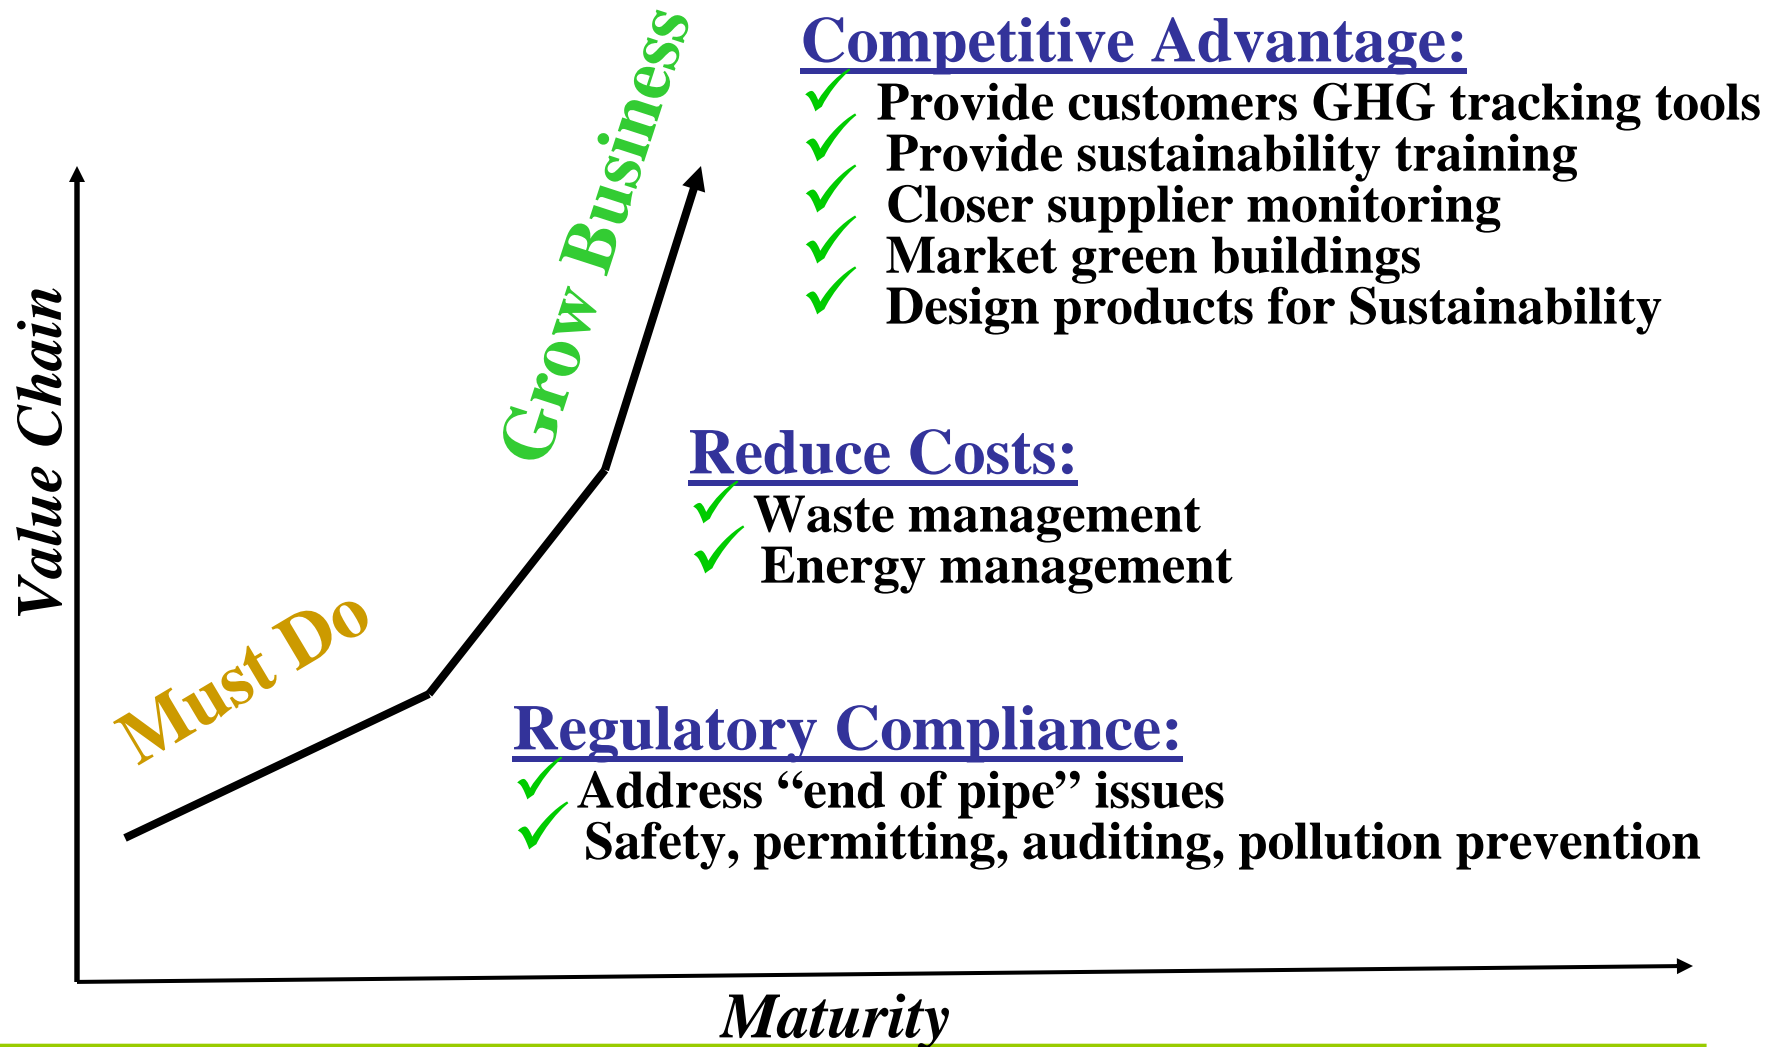 Competitive Advantage:
Provide customers GHG tracking tools
Provide sustainability training
Closer supplier monitoring
Market green buildings
Design products for Sustainability
Grow Business
Value Chain
Reduce Costs:
Waste management
Energy management
Must Do
Regulatory Compliance:
Address “end of pipe” issues
Safety, permitting, auditing, pollution prevention
Maturity